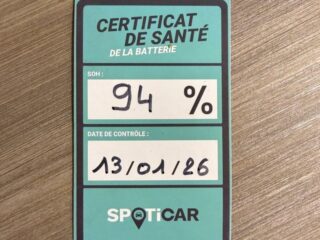 CERTIFICAT
DE SANTÉ
DE LA BATTERiE
SOH :
94 %
DATE DE CONTRÔLE :
13/01/26
SPOTiCAR